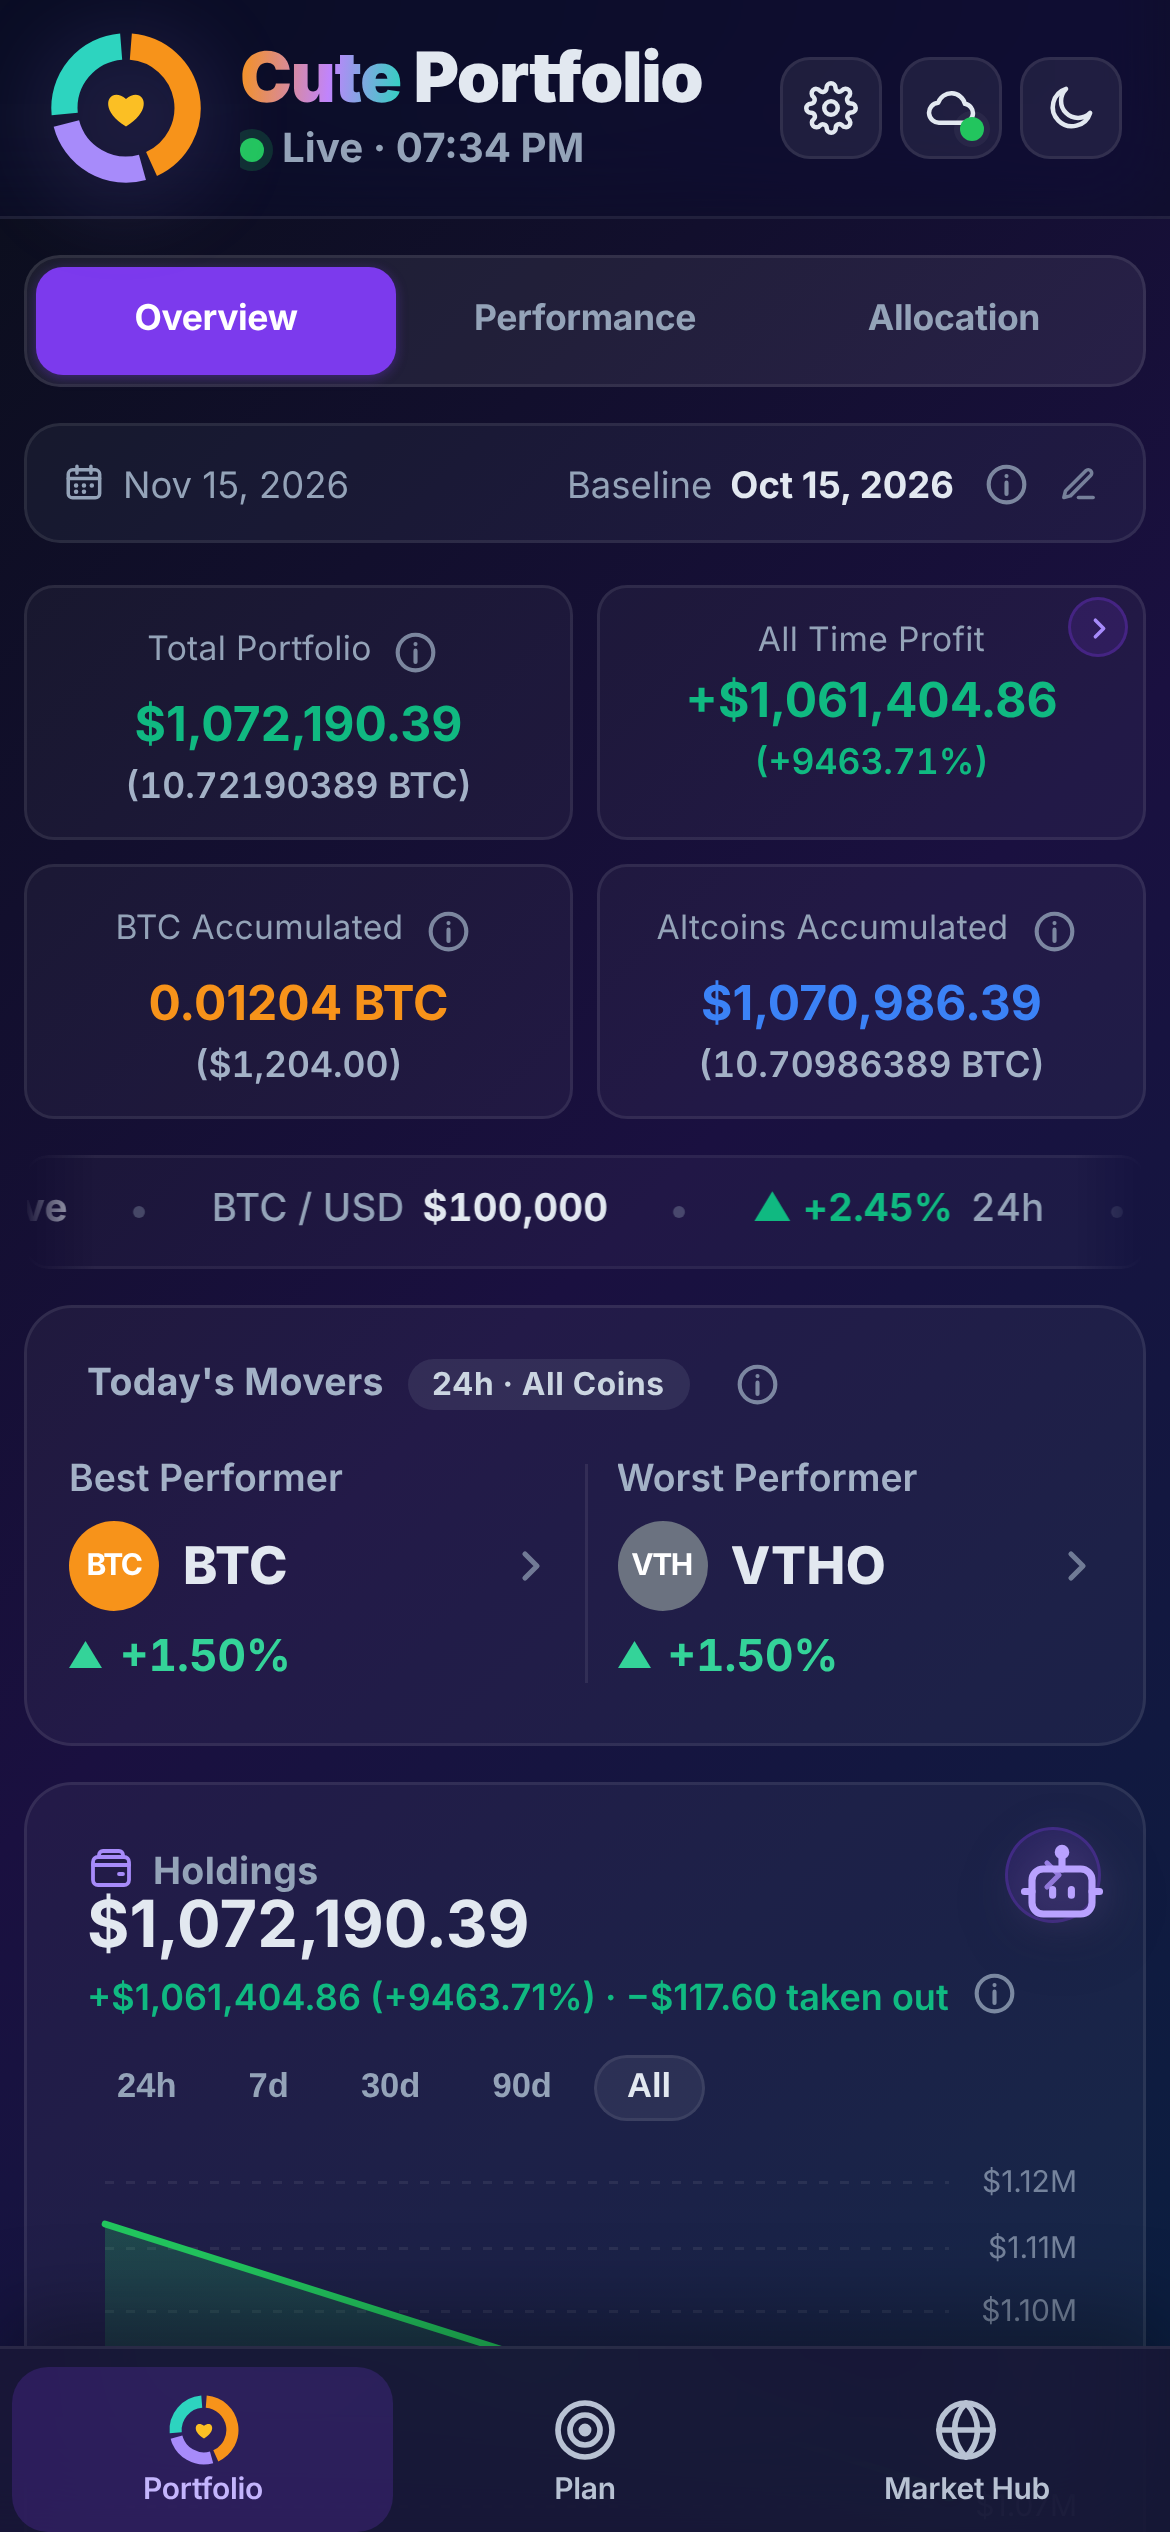 Cute Portfolio
Live · 07:34 PM
Overview
Performance
Allocation
Nov 15, 2026
Baseline Oct 15, 2026
Total Portfolio
$1,072,190.39
(10.72190389 BTC)
All Time Profit
+$1,061,404.86
(+9463.71%)
BTC Accumulated
0.01204 BTC
($1,204.00)
Altcoins Accumulated
$1,070,986.39
(10.70986389 BTC)
ve • BTC / USD $100,000 • ▲ +2.45% 24h •
Today's Movers 24h · All Coins
Best Performer
BTC BTC
▲ +1.50%
Worst Performer
VTH VTHO
▲ +1.50%
Holdings
$1,072,190.39
+$1,061,404.86 (+9463.71%) · −$117.60 taken out
24h 7d 30d 90d All
$1.12M
$1.11M
$1.10M
Portfolio
Plan
Market Hub
$1.07M